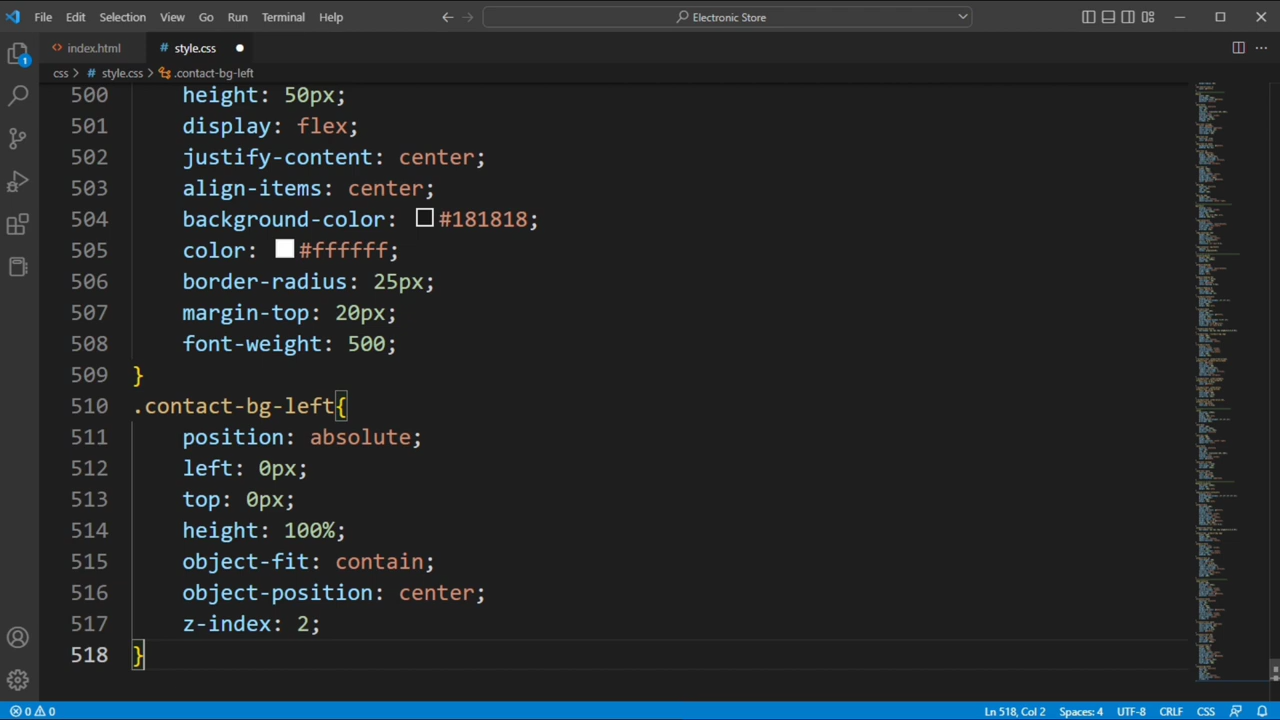 File Edit Selection View Go Run Terminal Help Electronic Store
index.html # style.css
css > # style.css > .contact-bg-left
500 height: 50px;
501 display: flex;
502 justify-content: center;
503 align-items: center;
504 background-color: #181818;
505 color: #ffffff;
506 border-radius: 25px;
507 margin-top: 20px;
508 font-weight: 500;
509 }
510 .contact-bg-left{
511 position: absolute;
512 left: 0px;
513 top: 0px;
514 height: 100%;
515 object-fit: contain;
516 object-position: center;
517 z-index: 2;
518 }
1
0 0 Ln 518, Col 2 Spaces: 4 UTF-8 CRLF CSS